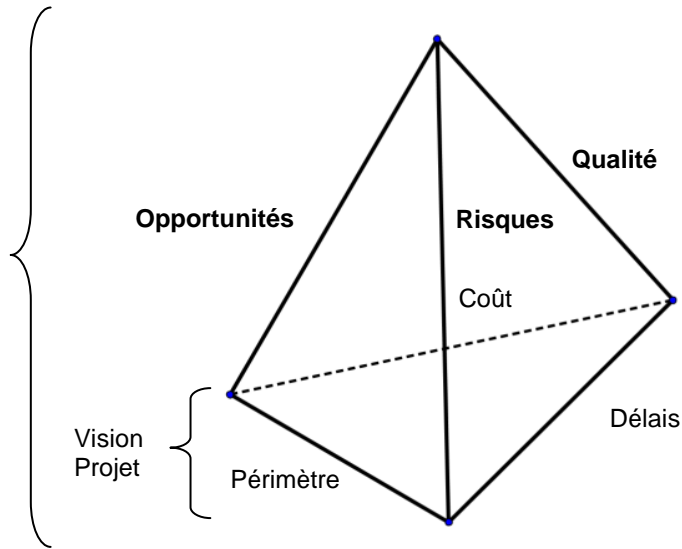 Qualité
Opportunités
Risques
Coût
Délais
Vision
Projet
Périmètre